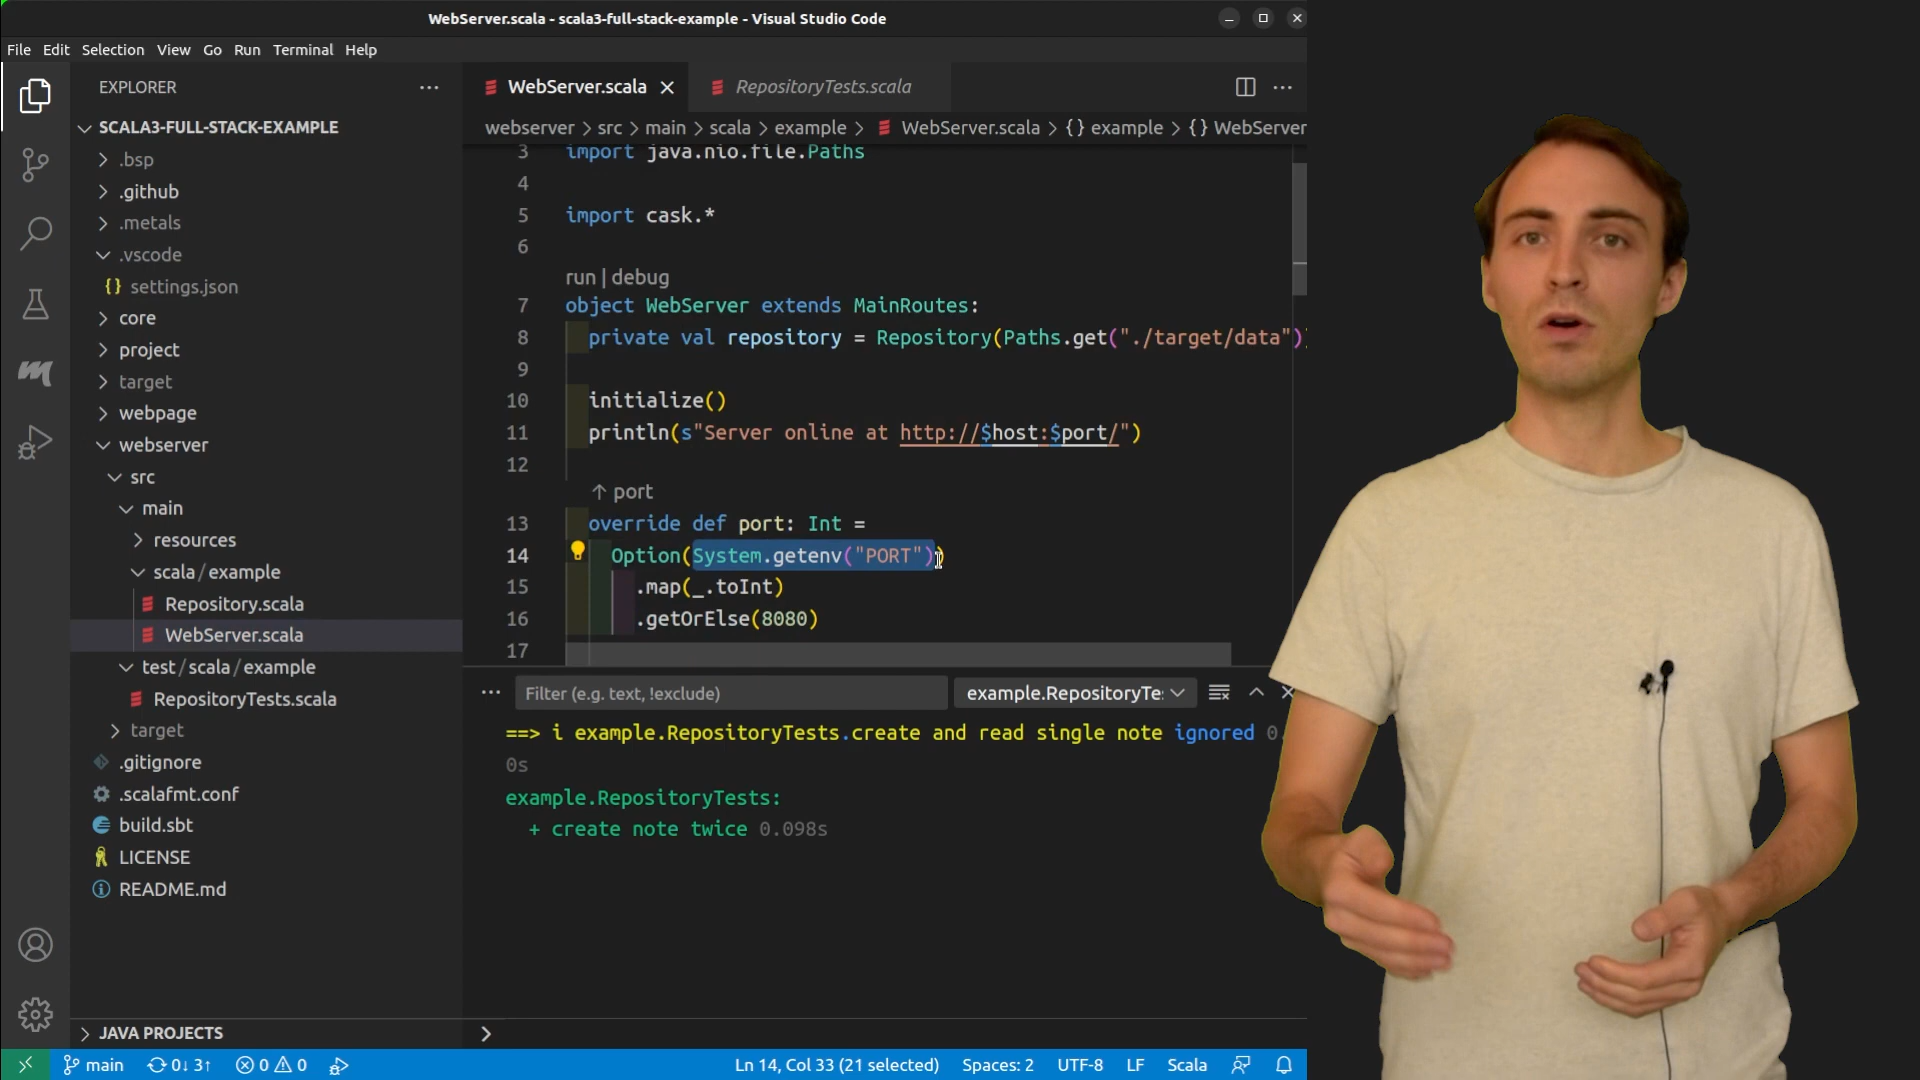 WebServer.scala - scala3-full-stack-example - Visual Studio Code
File Edit Selection View Go Run Terminal Help
EXPLORER
SCALA3-FULL-STACK-EXAMPLE
.bsp
.github
.metals
.vscode
{} settings.json
core
project
target
webpage
webserver
src
main
resources
scala/example
Repository.scala
WebServer.scala
test/scala/example
RepositoryTests.scala
target
.gitignore
.scalafmt.conf
build.sbt
LICENSE
README.md
JAVA PROJECTS
WebServer.scala RepositoryTests.scala
webserver > src > main > scala > example > WebServer.scala > {} example > {} WebServer
3 import java.nio.file.Paths
4
5 import cask.*
6
run | debug
7 object WebServer extends MainRoutes:
8 private val repository = Repository(Paths.get("./target/data")
9
10 initialize()
11 println(s"Server online at http://$host:$port/")
12
↑ port
13 override def port: Int =
14 Option(System.getenv("PORT"))
15 .map(_.toInt)
16 .getOrElse(8080)
17
Filter (e.g. text, !exclude) example.RepositoryTe
==> i example.RepositoryTests.create and read single note ignored 0.
0s
example.RepositoryTests:
+ create note twice 0.098s
main 0↓ 3↑ 0 0 Ln 14, Col 33 (21 selected) Spaces: 2 UTF-8 LF Scala